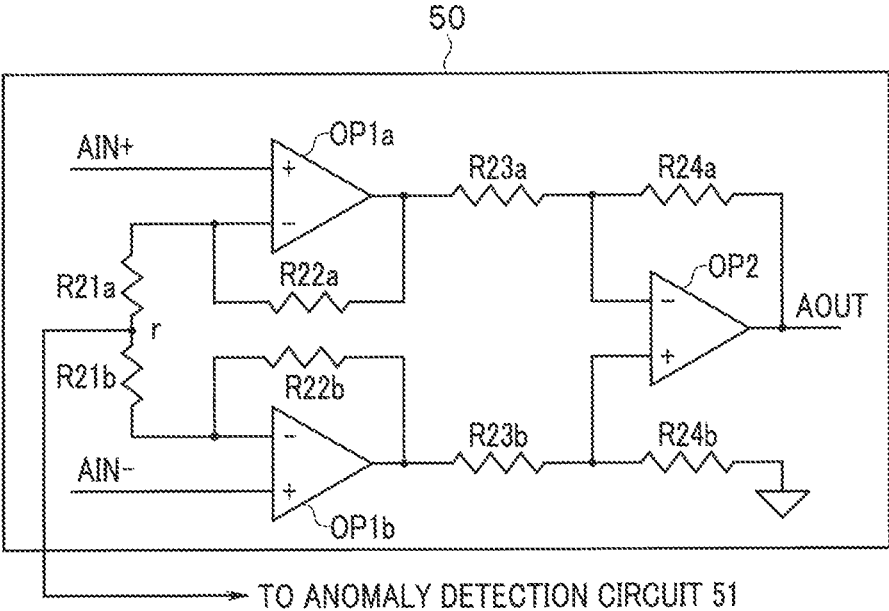 50
AIN+
OP1a
+
−
R23a
R24a
R22a
R21a
OP2
−
AOUT
r
+
R21b
R22b
R23b
R24b
−
AIN-
+
OP1b
TO ANOMALY DETECTION CIRCUIT 51